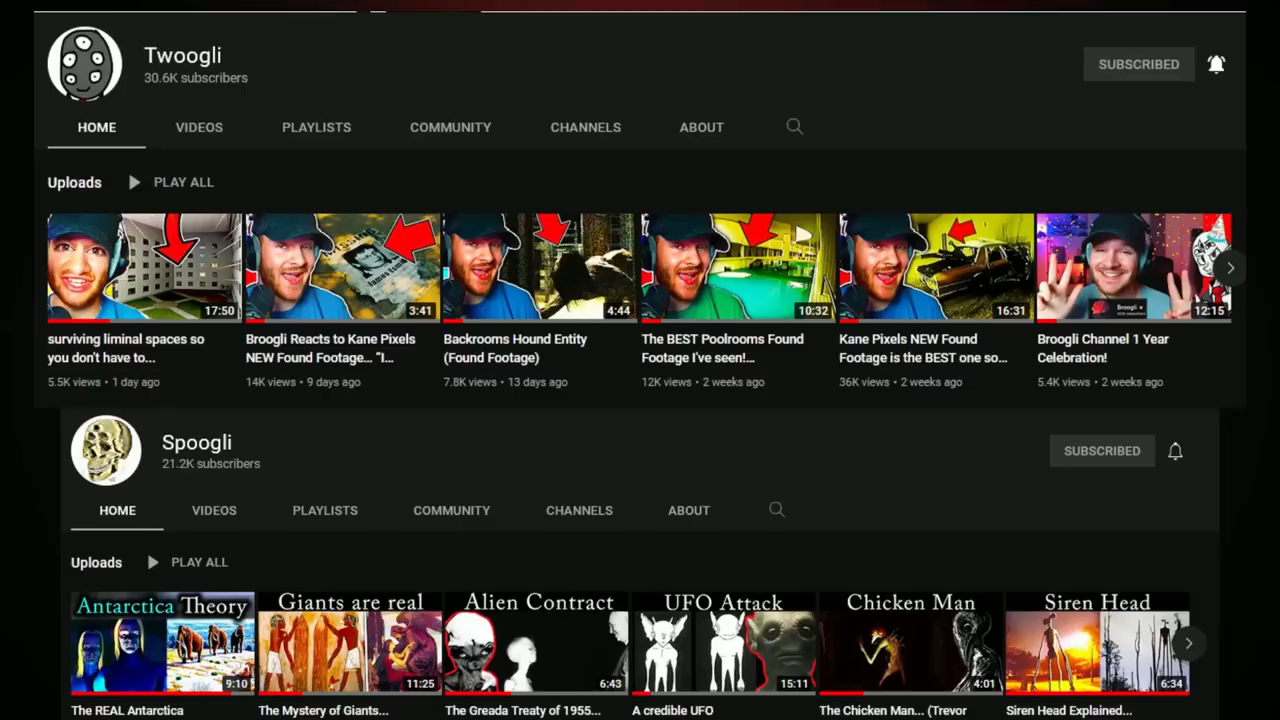 Twoogli
30.6K subscribers
SUBSCRIBED
HOME VIDEOS PLAYLISTS COMMUNITY CHANNELS ABOUT
Uploads PLAY ALL
17:50 3:41 4:44 10:32 16:31 12:15
surviving liminal spaces so
you don't have to...
5.5K views • 1 day ago
Broogli Reacts to Kane Pixels
NEW Found Footage... “I...
14K views • 9 days ago
Backrooms Hound Entity
(Found Footage)
7.8K views • 13 days ago
The BEST Poolrooms Found
Footage I've seen!...
12K views • 2 weeks ago
Kane Pixels NEW Found
Footage is the BEST one so...
36K views • 2 weeks ago
Broogli Channel 1 Year
Celebration!
5.4K views • 2 weeks ago
Spoogli
21.2K subscribers
SUBSCRIBED
HOME VIDEOS PLAYLISTS COMMUNITY CHANNELS ABOUT
Uploads PLAY ALL
Antarctica Theory
9:10
The REAL Antarctica
Giants are real
11:25
The Mystery of Giants...
Alien Contract
6:43
The Greada Treaty of 1955...
UFO Attack
15:11
A credible UFO
Chicken Man
4:01
The Chicken Man... (Trevor
Siren Head
6:34
Siren Head Explained...